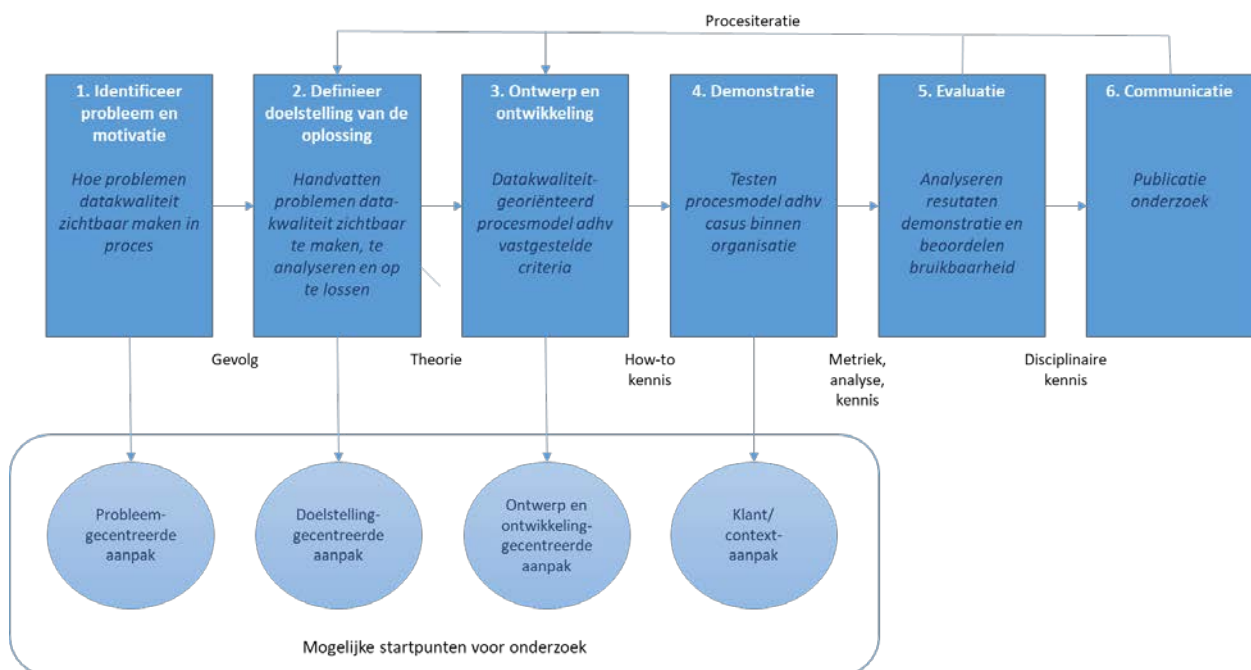 Procesiteratie
1. Identificeer
probleem en
motivatie
Hoe problemen
datakwaliteit
zichtbaar maken in
proces
2. Definieer
doelstelling van de
oplossing
Handvatten
problemen data-
kwaliteit zichtbaar
te maken, te
analyseren en op
te lossen
3. Ontwerp en
ontwikkeling
Datakwaliteit-
georiënteerd
procesmodel adhv
vastgestelde
criteria
4. Demonstratie
Testen
procesmodel adhv
casus binnen
organisatie
5. Evaluatie
Analyseren
resutaten
demonstratie en
beoordelen
bruikbaarheid
6. Communicatie
Publicatie
onderzoek
Gevolg
Theorie
How-to
kennis
Metriek,
analyse,
kennis
Disciplinaire
kennis
Probleem-
gecentreerde
aanpak
Doelstelling-
gecentreerde
aanpak
Ontwerp en
ontwikkeling-
gecentreerde
aanpak
Klant/
context-
aanpak
Mogelijke startpunten voor onderzoek